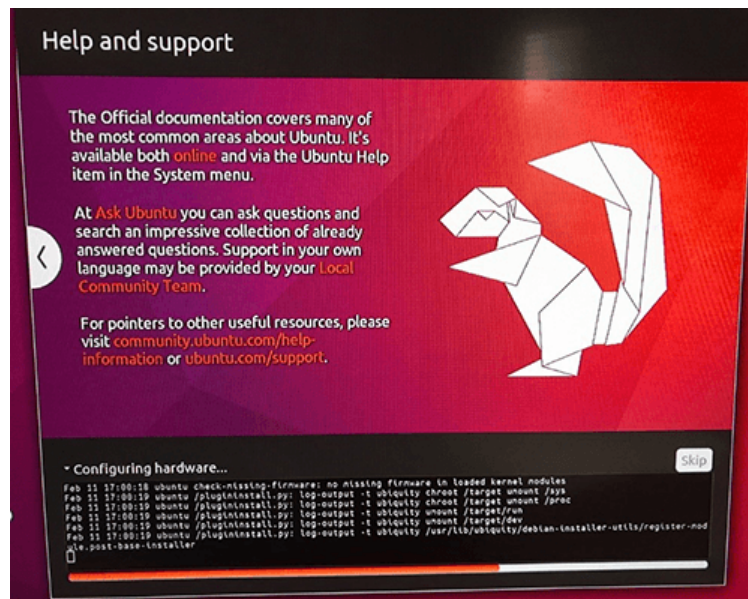 Help and support
The Official documentation covers many of
the most common areas about Ubuntu. It's
available both online and via the Ubuntu Help
item in the System menu.
At Ask Ubuntu you can ask questions and
search an impressive collection of already
answered questions. Support in your own
language may be provided by your Local
Community Team.
For pointers to other useful resources, please
visit community.ubuntu.com/help-
information or ubuntu.com/support.
Configuring hardware...
Skip
Feb 11 17:00:18 ubuntu check-missing-firmware: no missing firmware in loaded kernel modules
Feb 11 17:00:19 ubuntu /plugininstall.py: log-output -t ubiquity chroot /target umount /sys
Feb 11 17:00:19 ubuntu /plugininstall.py: log-output -t ubiquity chroot /target umount /proc
Feb 11 17:00:19 ubuntu /plugininstall.py: log-output -t ubiquity umount /target/run
Feb 11 17:00:19 ubuntu /plugininstall.py: log-output -t ubiquity umount /target/dev
Feb 11 17:00:19 ubuntu /plugininstall.py: log-output -t ubiquity /usr/lib/ubiquity/debian-installer-utils/register-mod
ule.post-base-installer